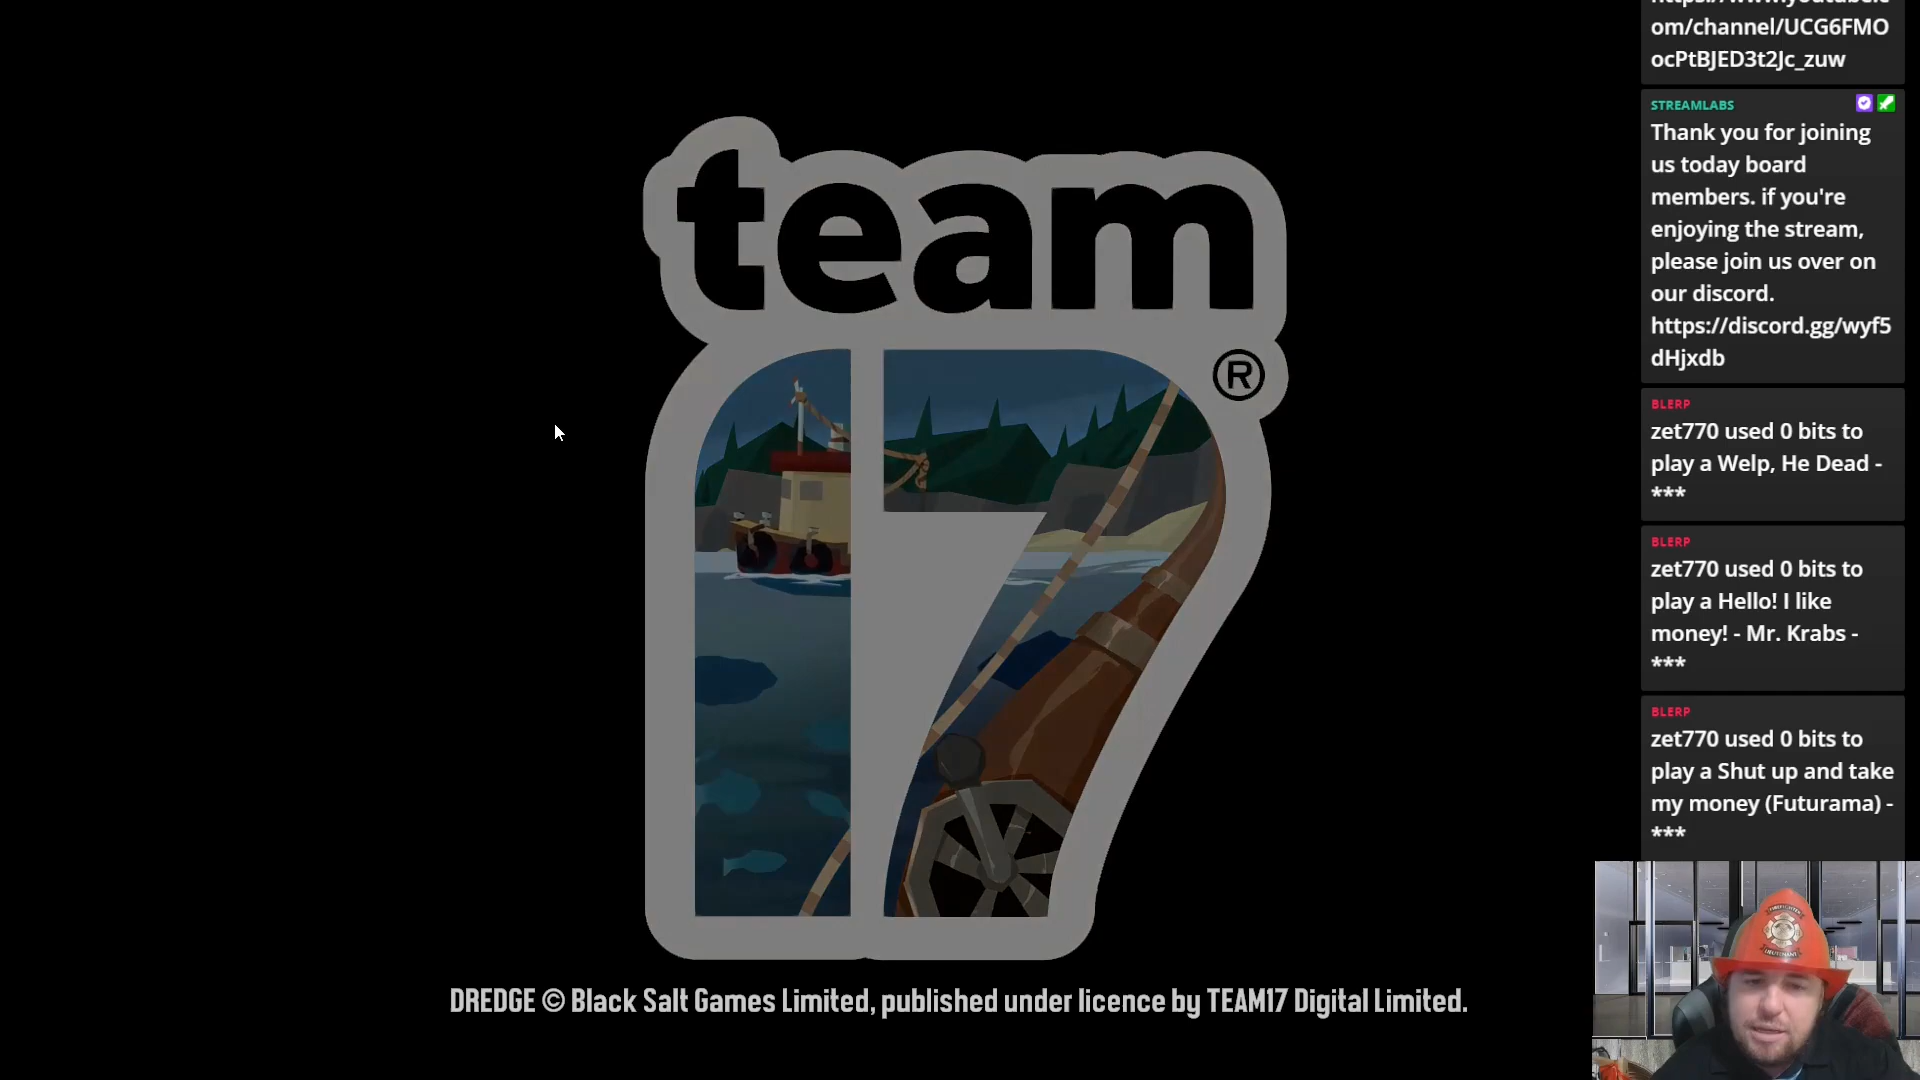 team
17
®
DREDGE © Black Salt Games Limited, published under licence by TEAM17 Digital Limited.
om/channel/UCG6FMO
ocPtBJED3t2Jc_zuw
STREAMLABS
Thank you for joining
us today board
members. if you're
enjoying the stream,
please join us over on
our discord.
https://discord.gg/wyf5
dHjxdb
BLERP
zet770 used 0 bits to
play a Welp, He Dead -
***
BLERP
zet770 used 0 bits to
play a Hello! I like
money! - Mr. Krabs -
***
BLERP
zet770 used 0 bits to
play a Shut up and take
my money (Futurama) -
***